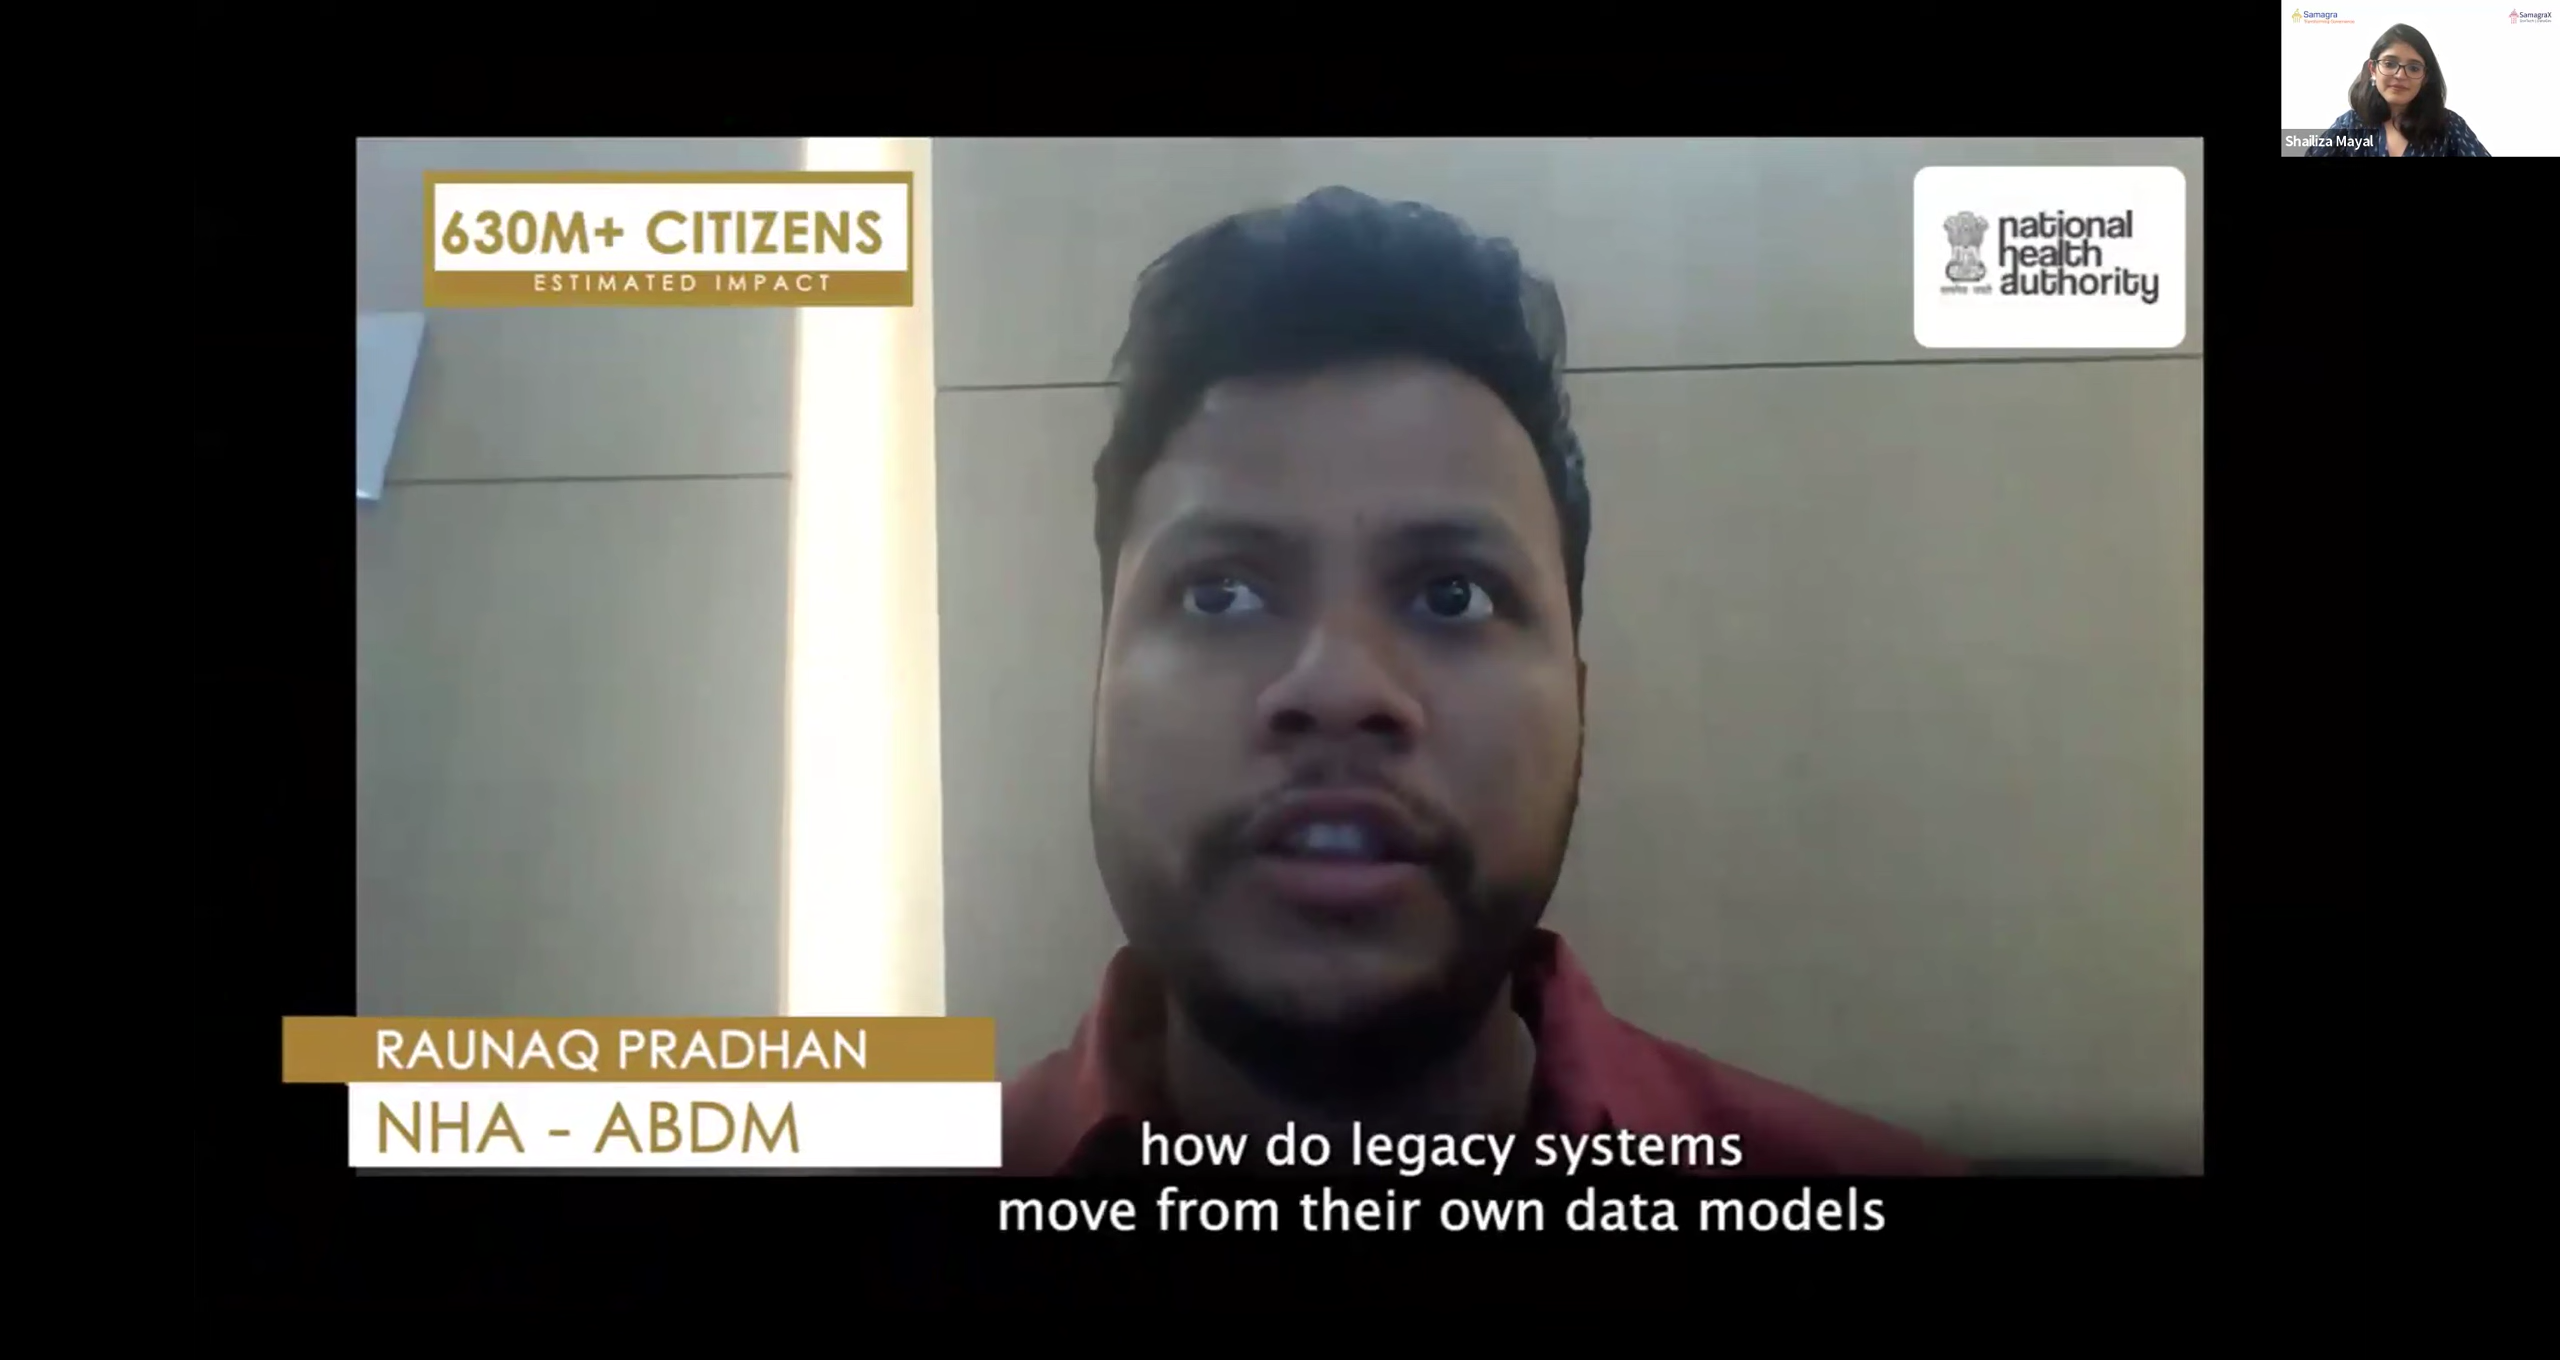 Samagra
SamagraX
Shailiza Mayal
630M+ CITIZENS
ESTIMATED IMPACT
national
health
authority
RAUNAQ PRADHAN
NHA - ABDM
how do legacy systems
move from their own data models